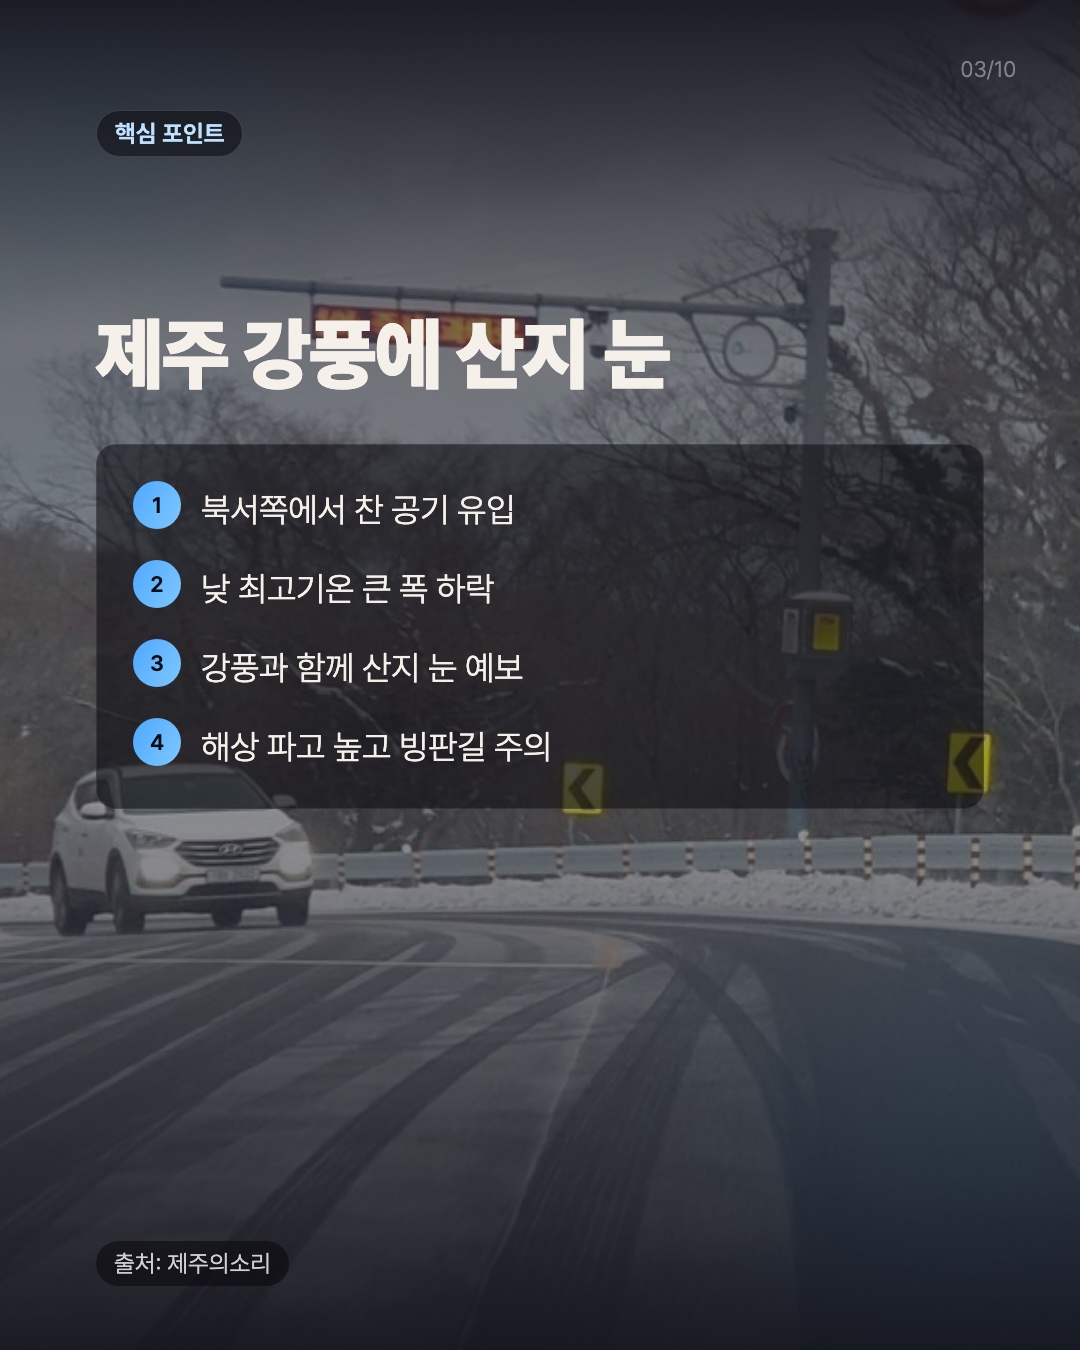 03/10
핵심 포인트
제주 강풍에 산지 눈
1 북서쪽에서 찬 공기 유입
2 낮 최고기온 큰 폭 하락
3 강풍과 함께 산지 눈 예보
4 해상 파고 높고 빙판길 주의
출처: 제주의소리